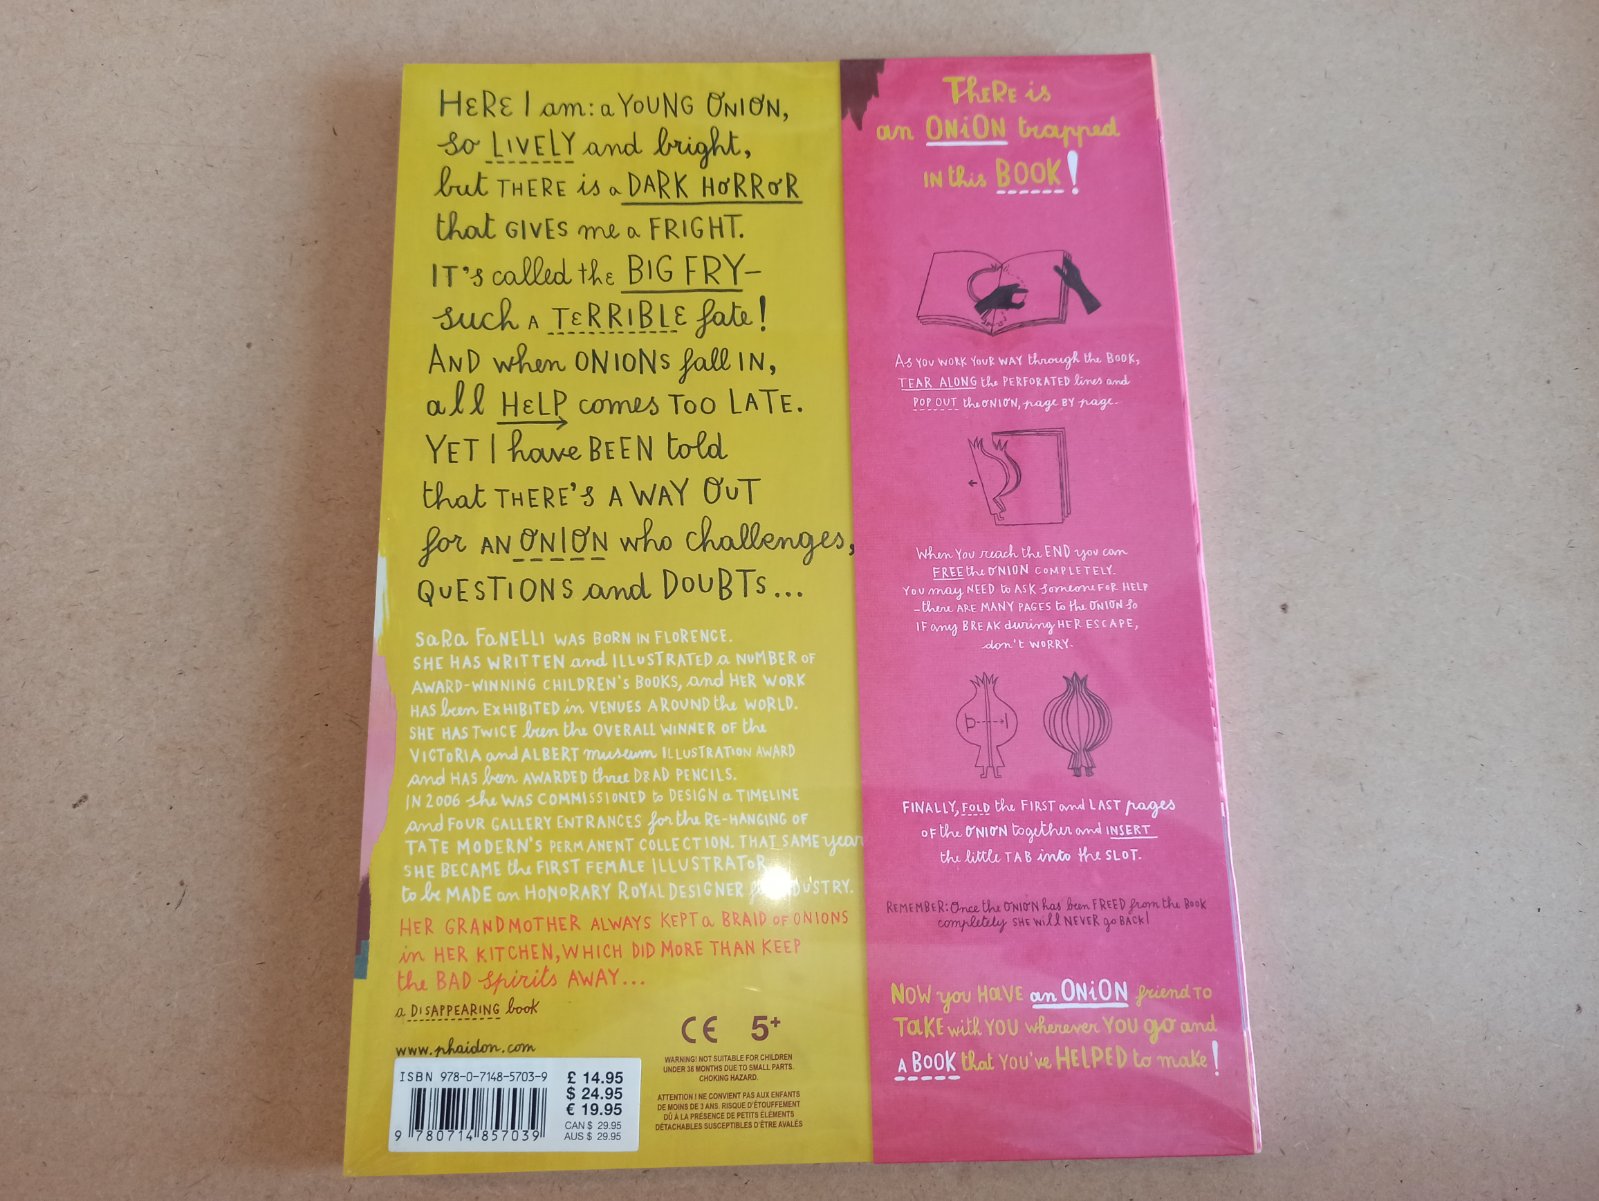 HERE I am: a YOUNG ONION,
so LIVELY and bright,
but THERE is a DARK HORROR
that GIVES me a FRIGHT.
IT'S called the BIG FRY–
such A TERRIBLE fate!
AND when ONIONS fall IN,
all HELP comes TOO LATE.
YET I have BEEN told
that THERE'S A WAY OUT
for AN ONION who challenges,
QUESTIONS and DOUBTS...
SARA FANELLI WAS BORN IN FLORENCE.
SHE HAS WRITTEN and ILLUSTRATED a NUMBER OF
AWARD-WINNING CHILDREN'S BOOKS, and HER WORK
HAS been EXHIBITED in VENUES AROUND the WORLD.
SHE HAS TWICE been the OVERALL WINNER OF the
VICTORIA and ALBERT museum ILLUSTRATION AWARD
and HAS been AWARDED three D&AD PENCILS.
IN 2006 she WAS COMMISSIONED to DESIGN a TIMELINE
and FOUR GALLERY ENTRANCES for the RE-HANGING OF
TATE MODERN'S PERMANENT COLLECTION. THAT SAME year
SHE BECAME the FIRST FEMALE ILLUSTRATOR
to be MADE an HONORARY ROYAL DESIGNER
HER GRANDMOTHER ALWAYS KEPT a BRAID OF ONIONS
in HER KITCHEN, WHICH DID MORE THAN KEEP
the BAD spirits AWAY...
a DISAPPEARING book
www.phaidon.com
ISBN 978-0-7148-5703-9
£ 14.95
$ 24.95
€ 19.95
CAN $ 29.95
AUS $ 29.95
9 780714 857039
CE 5+
WARNING! NOT SUITABLE FOR CHILDREN
UNDER 36 MONTHS DUE TO SMALL PARTS.
CHOKING HAZARD.
ATTENTION ! NE CONVIENT PAS AUX ENFANTS
DE MOINS DE 3 ANS. RISQUE D'ÉTOUFFEMENT
DÛ À LA PRÉSENCE DE PETITS ÉLÉMENTS
DÉTACHABLES SUSCEPTIBLES D'ÊTRE AVALÉS
THERE is
an ONION trapped
IN this BOOK!
AS YOU WORK YOUR WAY through the BOOK,
TEAR ALONG the PERFORATED lines and
POP OUT the ONION, page BY page.
When YOU reach the END you can
FREE the ONION COMPLETELY.
YOU may NEED to ASK someone FOR HELP
–there ARE MANY PAGES to the ONION so
IF any BREAK during HER ESCAPE,
don't WORRY.
FINALLY, FOLD the FIRST and LAST pages
OF the ONION together and INSERT
the little TAB into the SLOT.
REMEMBER: Once the ONION has been FREED from the BOOK
completely SHE will NEVER go BACK!
NOW you HAVE an ONION friend TO
TAKE with YOU wherever YOU go and
A BOOK that YOU'VE HELPED to make!